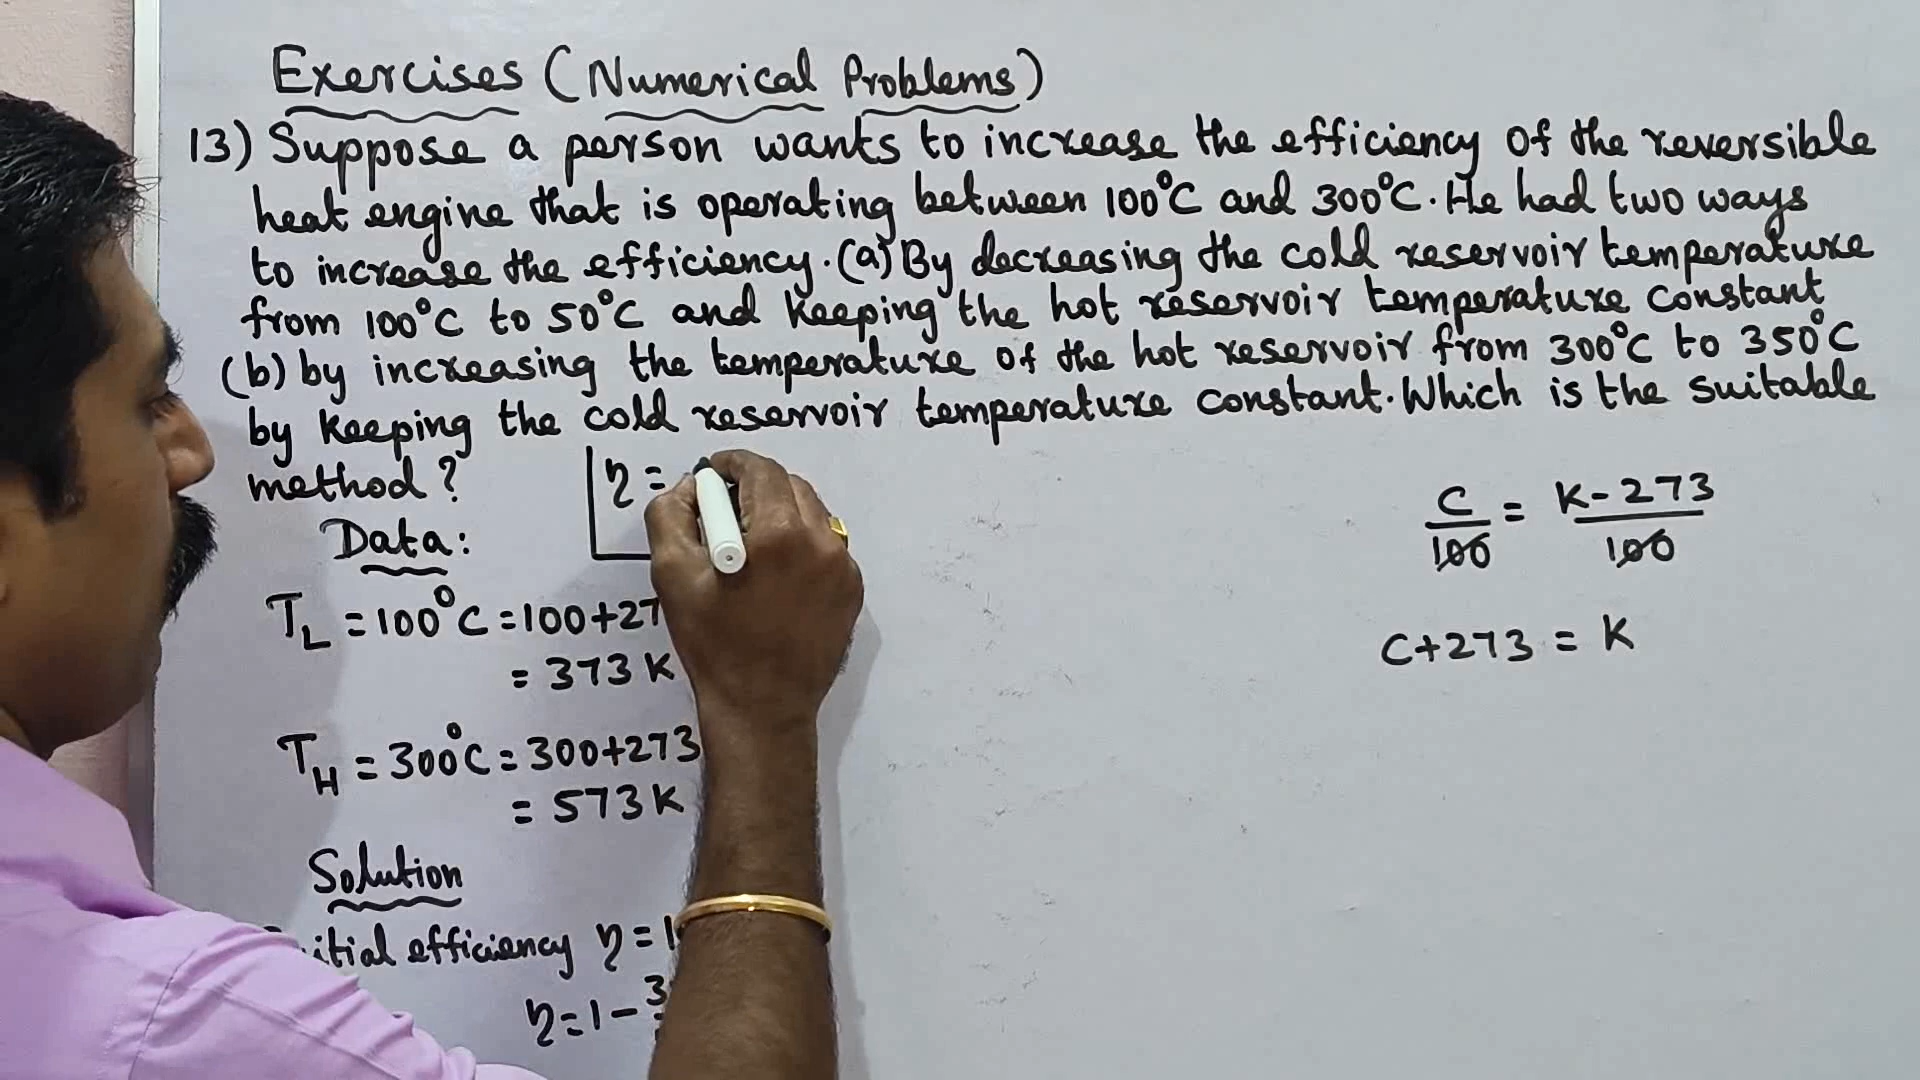 Exercises (Numerical Problems)
13) Suppose a person wants to increase the efficiency of the reversible
heat engine that is operating between 100°C and 300°C. He had two ways
to increase the efficiency. (a) By decreasing the cold reservoir temperature
from 100°C to 50°C and keeping the hot reservoir temperature constant
(b) by increasing the temperature of the hot reservoir from 300°C to 350°C
by keeping the cold reservoir temperature constant. Which is the suitable
method?
η =
Data:
T_L = 100°C = 100+27
= 373 K
T_H = 300°C = 300+273
= 573 K
Solution
itial efficiency η = 1
η = 1 - 3
C/100 = K-273/100
C+273 = K